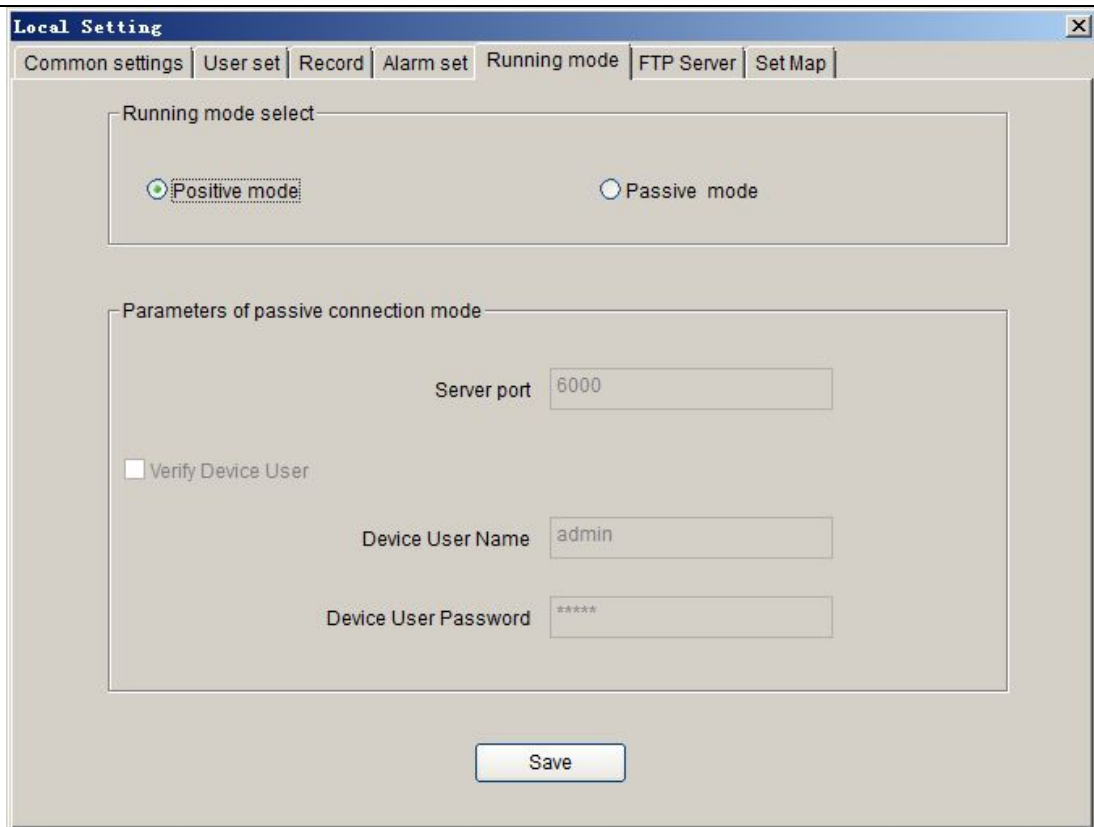 Local Setting
Common settings User set Record Alarm set Running mode FTP Server Set Map
Running mode select
Positive mode Passive mode
Parameters of passive connection mode
Server port 6000
Verify Device User
Device User Name admin
Device User Password *****
Save